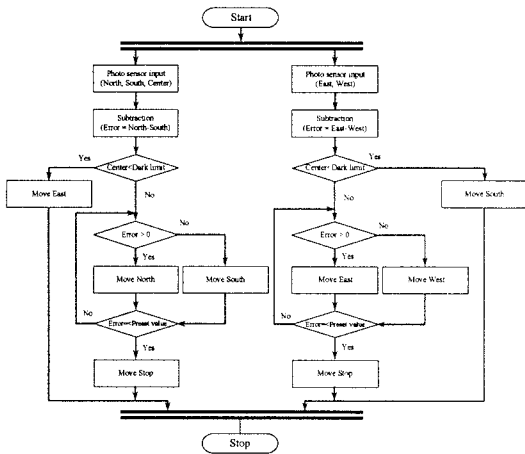 Start
Photo sensor input
(North, South, Center)
Photo sensor input
(East, West)
Subtraction
(Error = North-South)
Subtraction
(Error = East-West)
Yes
Center<Dark limit
Center<Dark limit
Yes
Move East
No
No
Move South
Error > 0
No
Error > 0
No
Yes
Yes
Move North
Move South
Move East
Move West
No
Error=<Preset value
No
Error=<Preset value
Yes
Yes
Move Stop
Move Stop
Stop